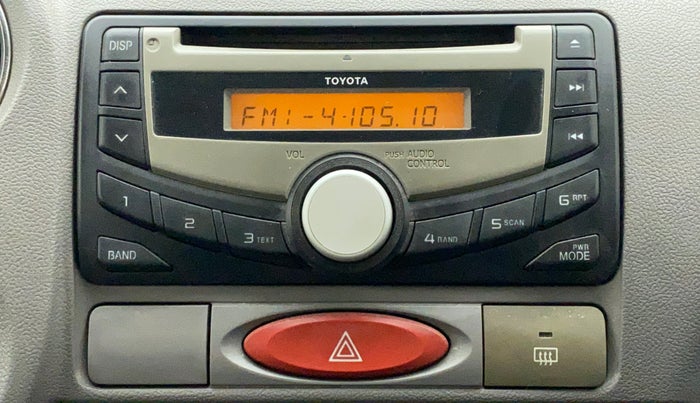 DISP
TOYOTA
FM1-4·105.10
VOL
PUSH AUDIO CONTROL
1
2
3 TEXT
4 RAND
5 SCAN
6 RPT
BAND
PWR
MODE